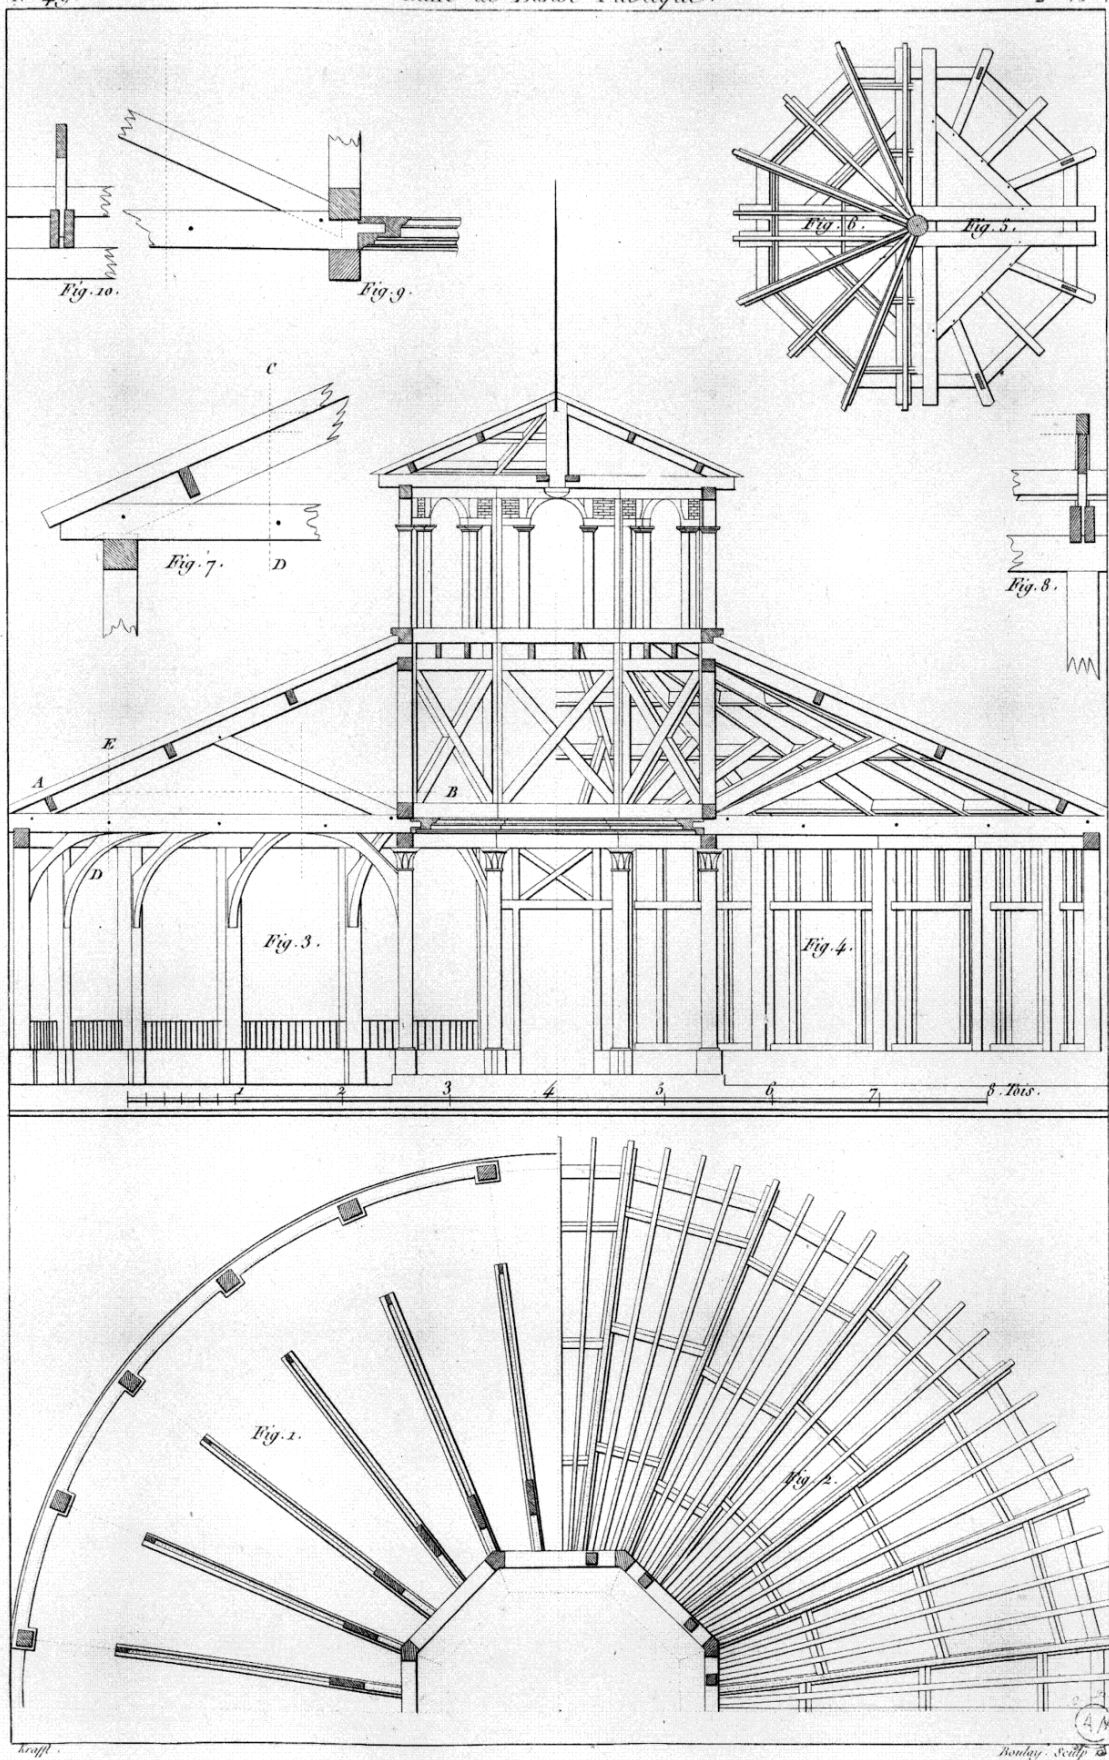 49.
Fig. 6.
Fig. 5.
Fig. 10.
Fig. 9.
C
Fig. 7.
D
Fig. 8.
E
A
B
D
Fig. 3.
Fig. 4.
1 2 3 4 5 6 7 8 Tois.
Fig. 1.
Fig. 2.
Krafft.
Boulay Sculp